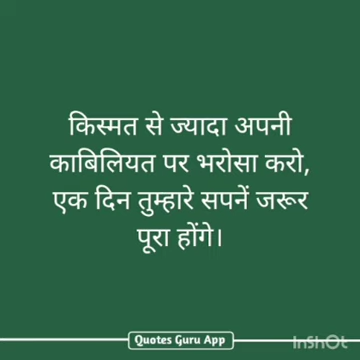 किस्मत से ज्यादा अपनी
काबिलियत पर भरोसा करो,
एक दिन तुम्हारे सपनें जरूर
पूरा होंगे।
Quotes Guru App
InShOt